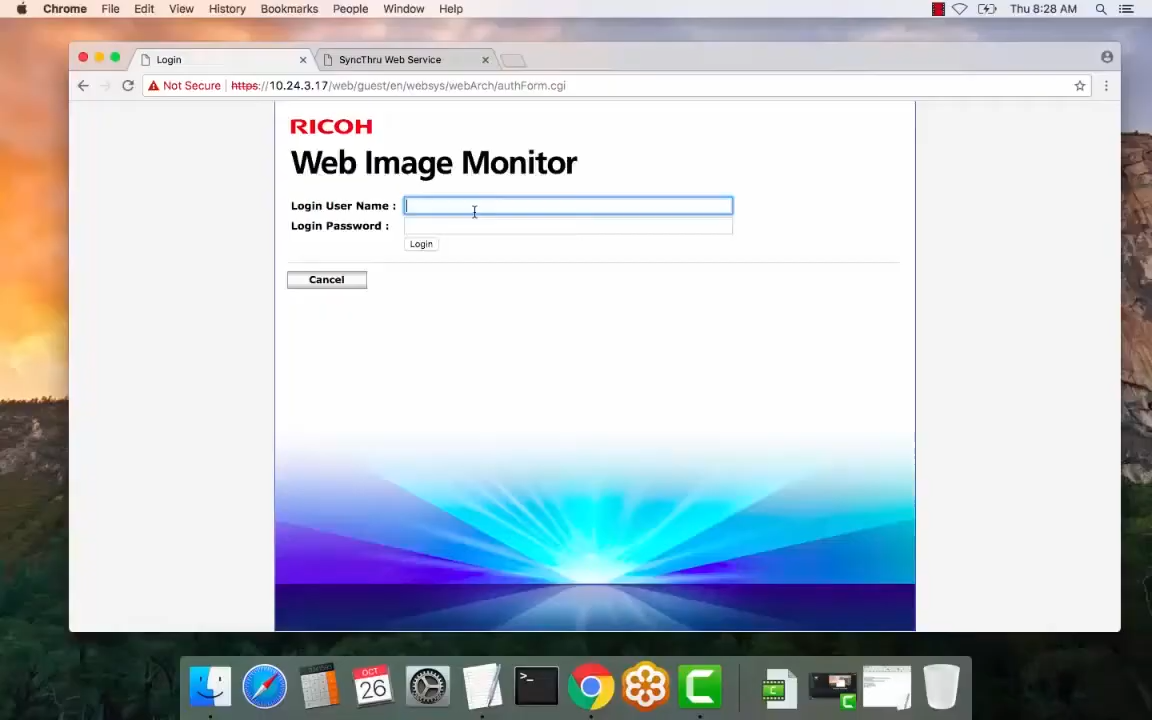 Chrome File Edit View History Bookmarks People Window Help Thu 8:28 AM
Login SyncThru Web Service
Not Secure https://10.24.3.17/web/guest/en/websys/webArch/authForm.cgi
RICOH
Web Image Monitor
Login User Name :
Login Password :
Login
Cancel
OCT
26